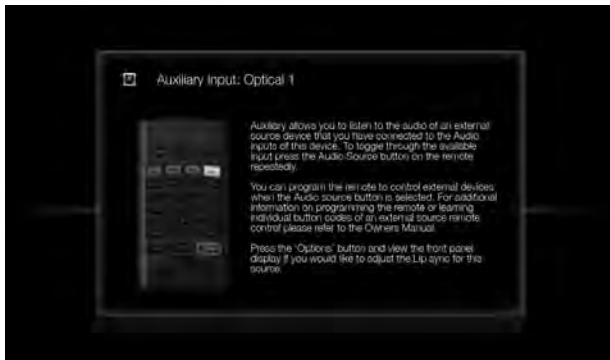 Auxiliary Input: Optical 1
Auxiliary allows you to listen to the audio of an external
source device that you have connected to the Audio
inputs of this device. To toggle through the available
input press the Audio Source button on the remote
repeatedly.
You can program the remote to control external devices
when the Audio source button is selected. For additional
information on programming the remote or learning
individual button codes of an external source remote
control please refer to the Owners Manual.
Press the 'Options' button and view the front panel
display if you would like to adjust the Lip sync for this
source.